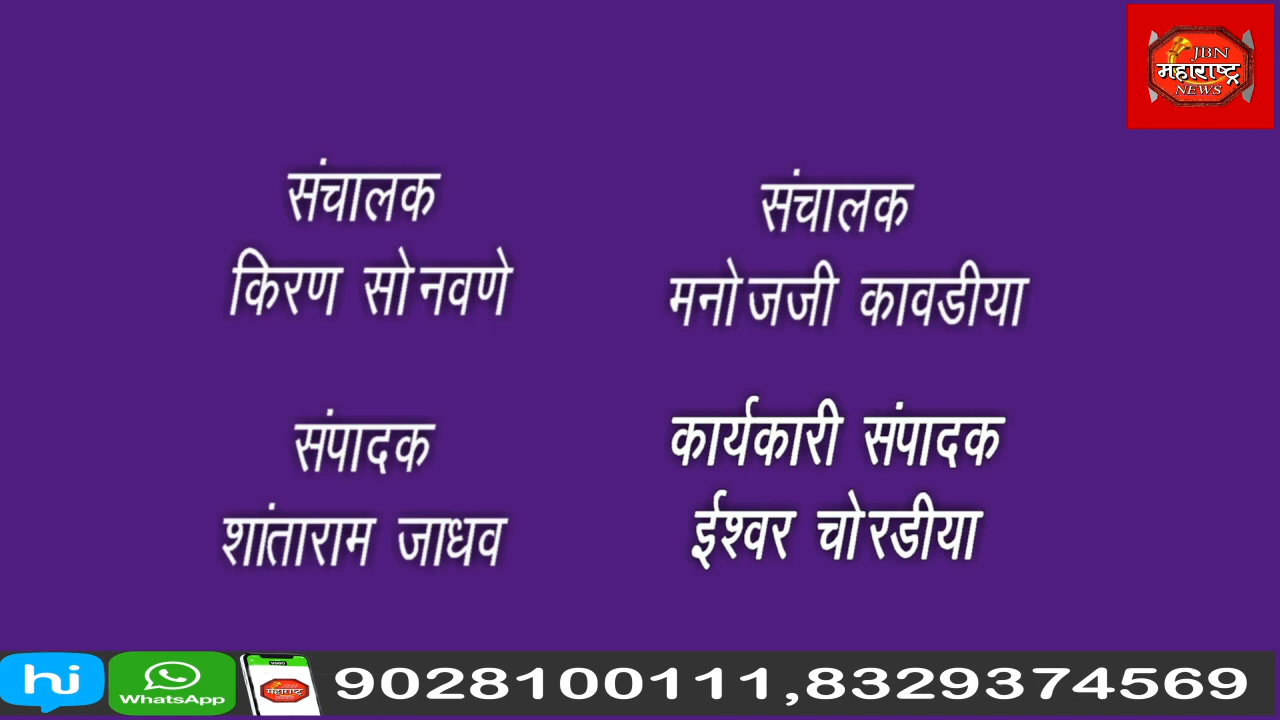 JBN
महाराष्ट्र
NEWS
संचालक
किरण सोनवणे
संचालक
मनोजजी कावडीया
संपादक
शांताराम जाधव
कार्यकारी संपादक
ईश्वर चोरडीया
hi
WhatsApp
महाराष्ट्र
9028100111,8329374569